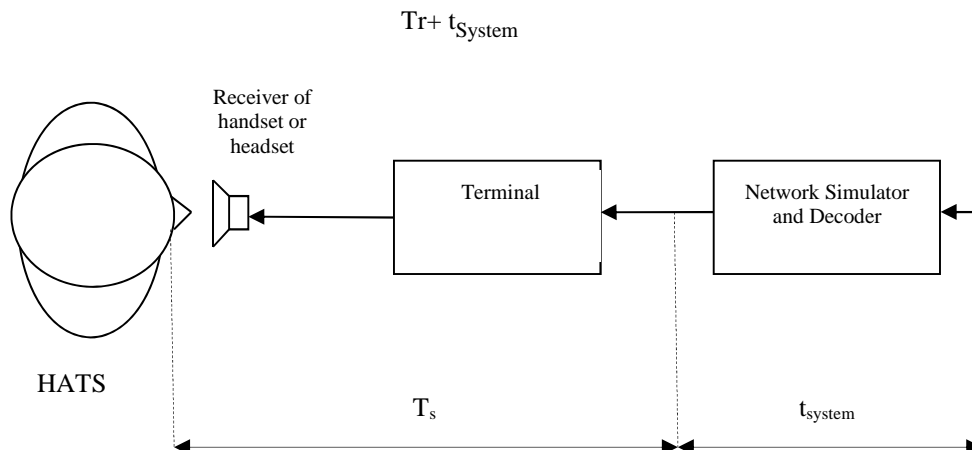 Tr+ tSystem
Receiver of
handset or
headset
Terminal
Network Simulator
and Decoder
HATS
Ts
tsystem